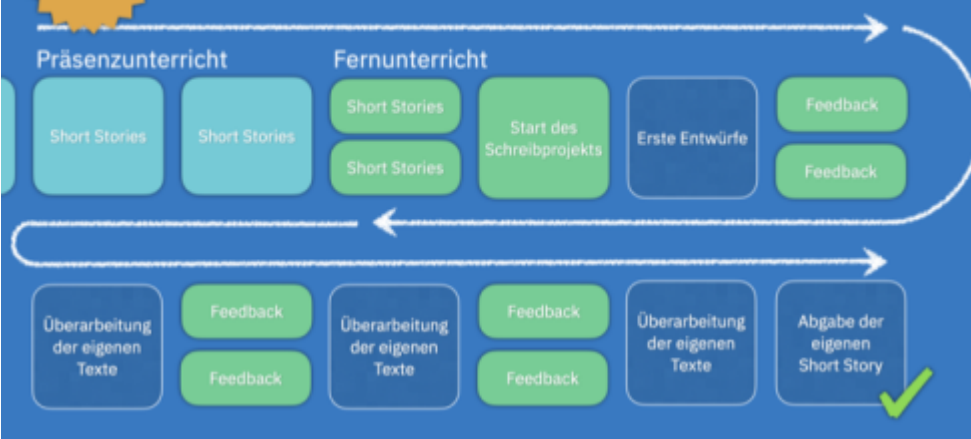 Präsenzunterricht
Fernunterricht
Short Stories
Short Stories
Short Stories
Short Stories
Start des
Schreibprojekts
Erste Entwürfe
Feedback
Feedback
Überarbeitung
der eigenen
Texte
Feedback
Feedback
Überarbeitung
der eigenen
Texte
Feedback
Feedback
Überarbeitung
der eigenen
Texte
Abgabe der
eigenen
Short Story